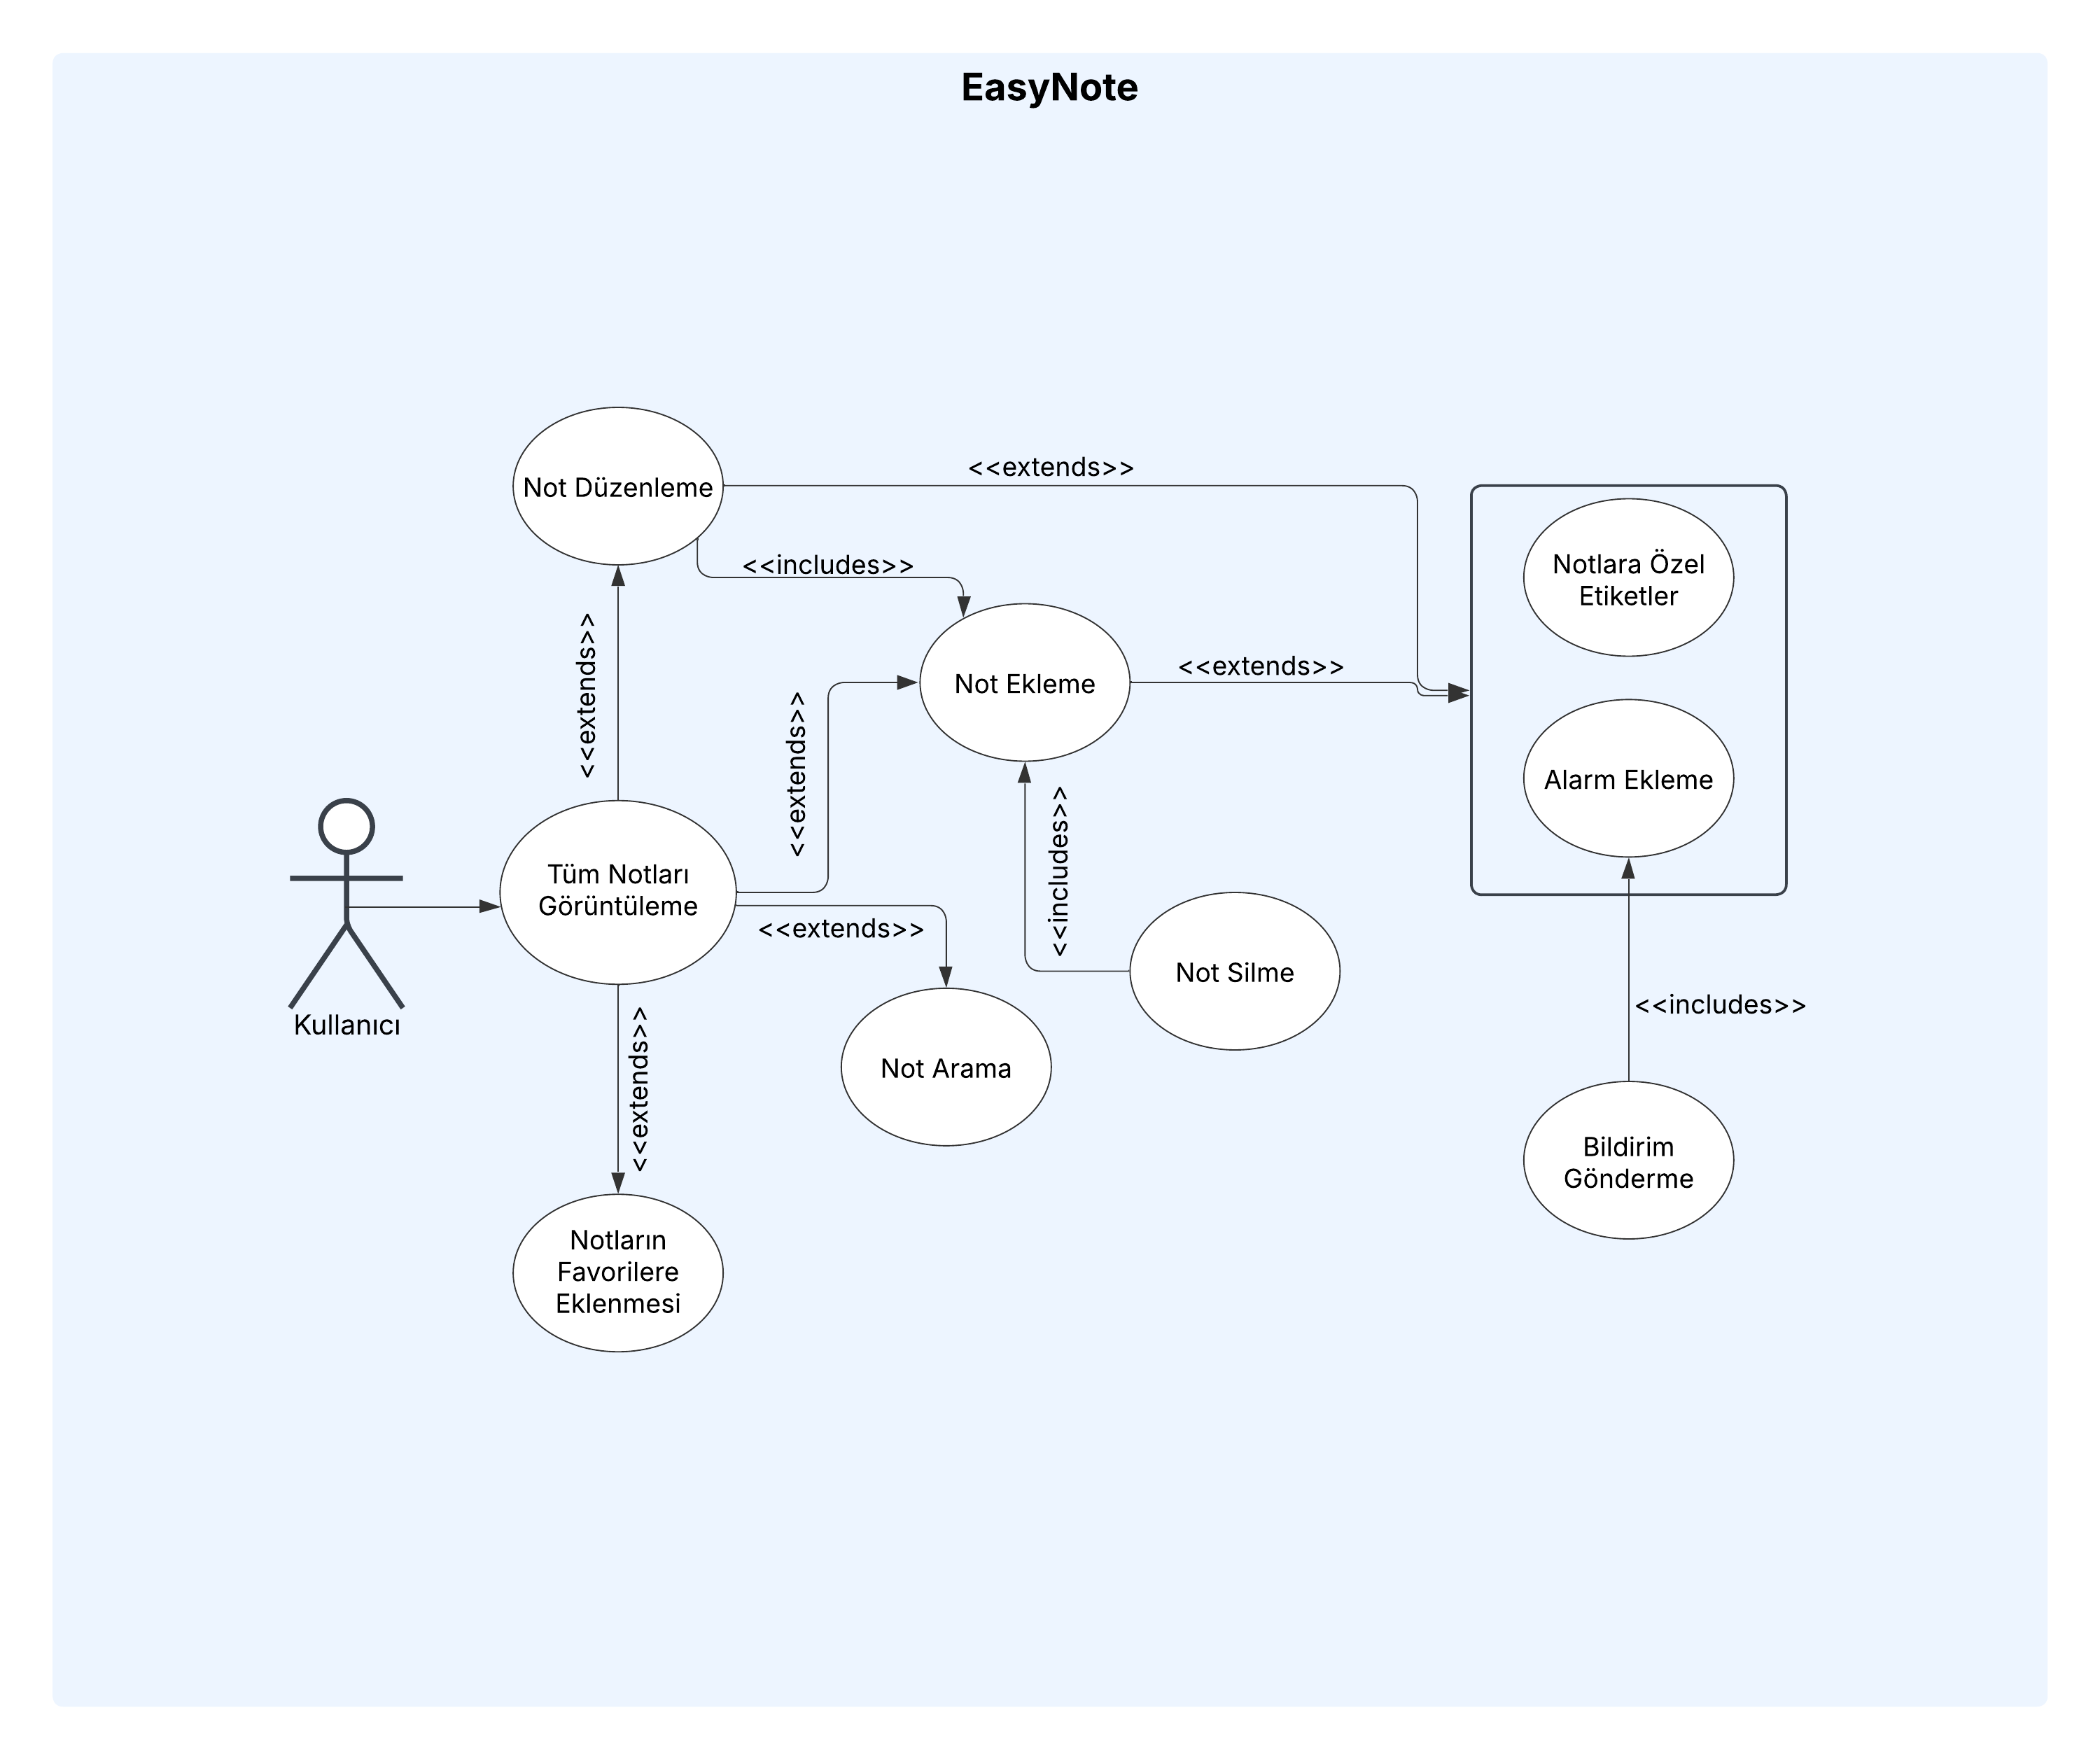 EasyNote
Not Düzenleme
<<extends>>
<<includes>>
Notlara Özel
Etiketler
<<extends>>
<<extends>>
Not Ekleme
<<extends>>
Alarm Ekleme
Tüm Notları
Görüntüleme
<<extends>>
<<includes>>
Not Silme
Kullanıcı
<<extends>>
Not Arama
<<includes>>
Bildirim
Gönderme
Notların
Favorilere
Eklenmesi